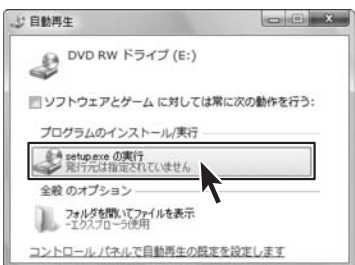 自動再生
DVD RW ドライブ (E:)
ソフトウェアとゲーム に対しては常に次の動作を行う:
プログラムのインストール/実行
setup.exe の実行
発行元は指定されていません
全般 のオプション
フォルダを開いてファイルを表示
-エクスプローラ使用
コントロール パネルで自動再生の既定を設定します